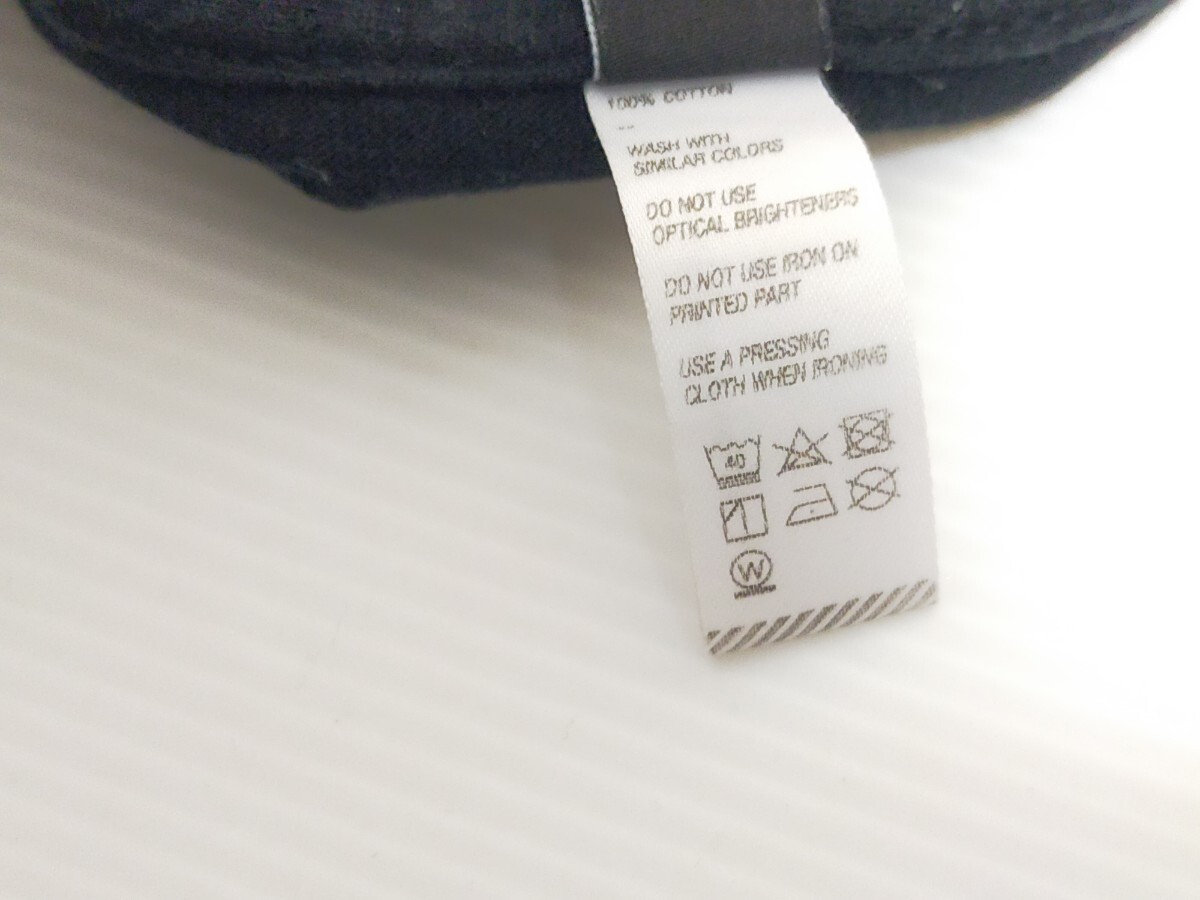 100% COTTON
--
WASH WITH
SIMILAR COLORS
DO NOT USE
OPTICAL BRIGHTENERS
DO NOT USE IRON ON
PRINTED PART
USE A PRESSING
CLOTH WHEN IRONING
40
W